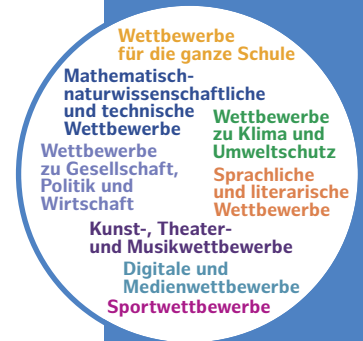 Wettbewerbe
für die ganze Schule
Mathematisch-
naturwissenschaftliche
und technische
Wettbewerbe
Wettbewerbe
zu Klima und
Umweltschutz
Wettbewerbe
zu Gesellschaft,
Politik und
Wirtschaft
Sprachliche
und literarische
Wettbewerbe
Kunst-, Theater-
und Musikwettbewerbe
Digitale und
Medienwettbewerbe
Sportwettbewerbe